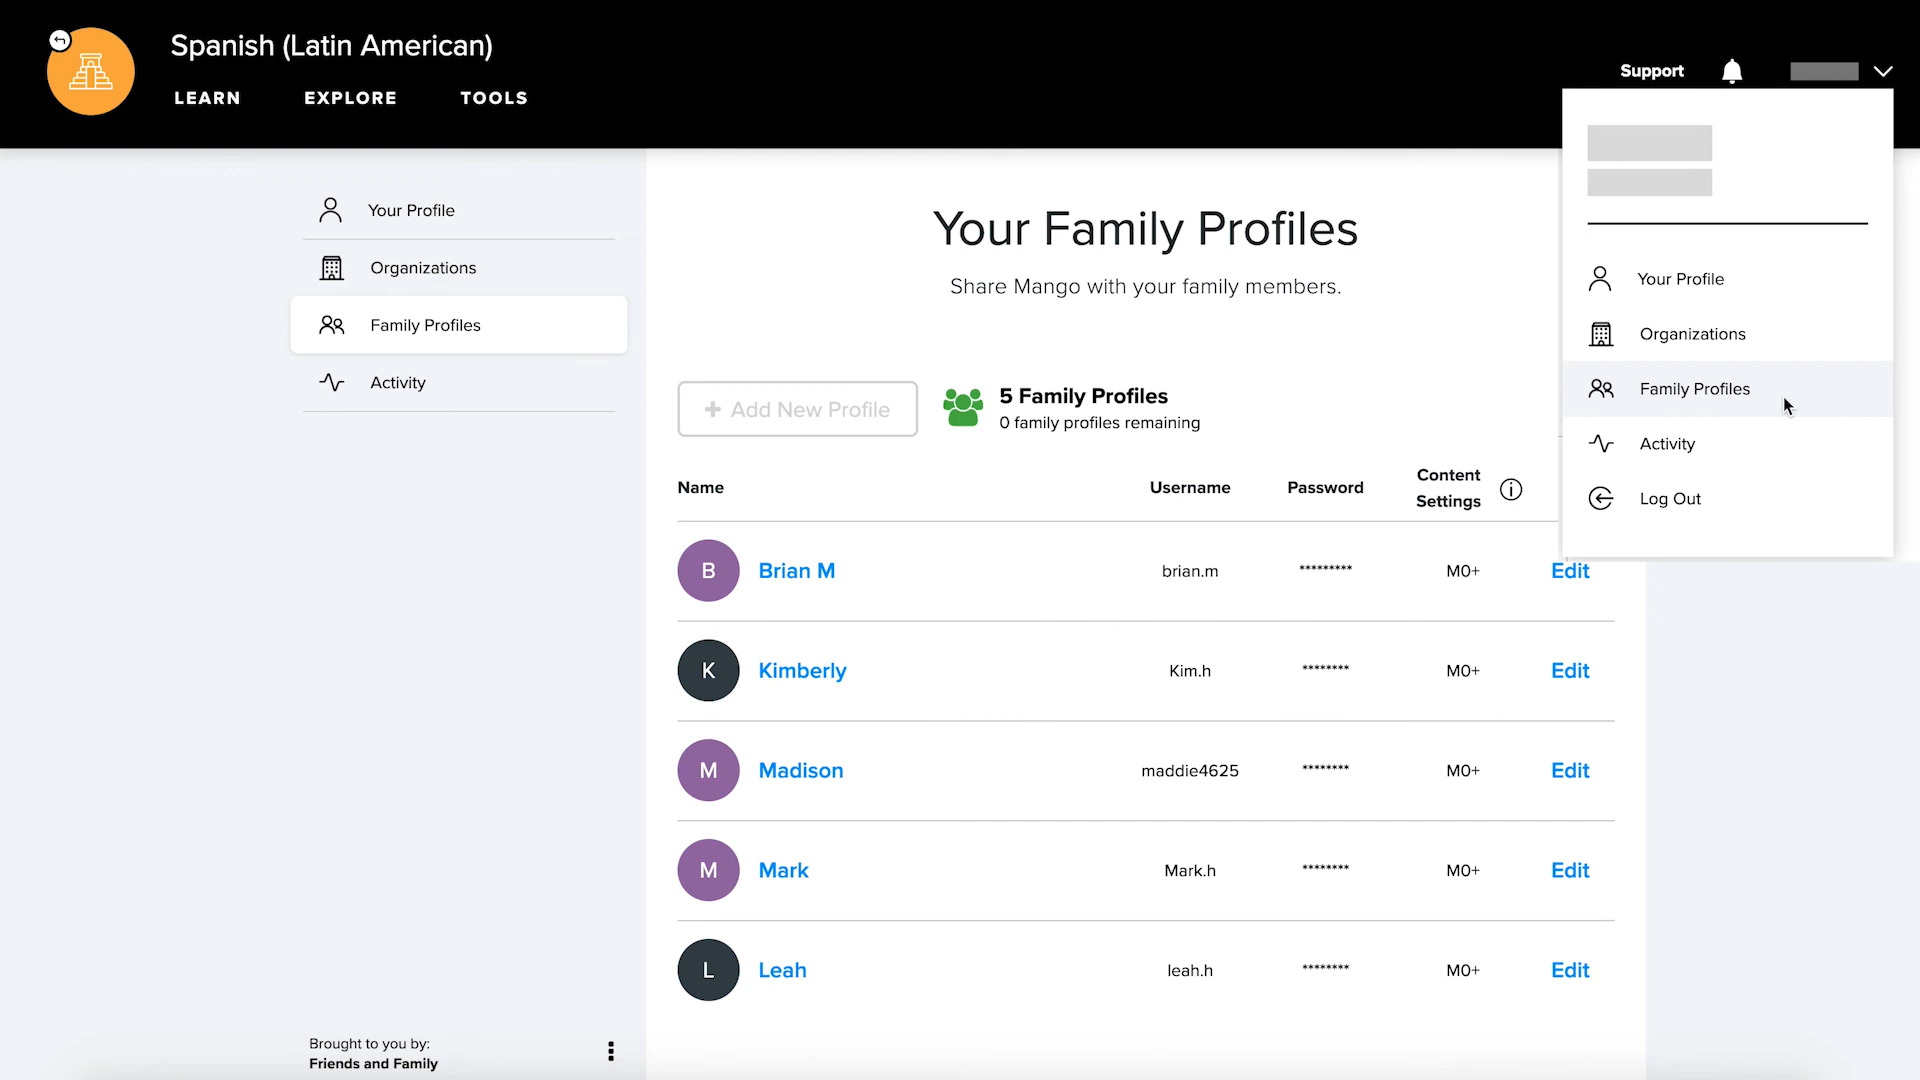 Spanish (Latin American)
LEARN EXPLORE TOOLS
Support
Your Profile
Organizations
Family Profiles
Activity
Your Family Profiles
Share Mango with your family members.
+ Add New Profile
5 Family Profiles
0 family profiles remaining
Name Username Password Content Settings
B Brian M brian.m ********* M0+ Edit
K Kimberly Kim.h ******** M0+ Edit
M Madison maddie4625 ******** M0+ Edit
M Mark Mark.h ******** M0+ Edit
L Leah leah.h ******** M0+ Edit
Your Profile
Organizations
Family Profiles
Activity
Log Out
Brought to you by:
Friends and Family